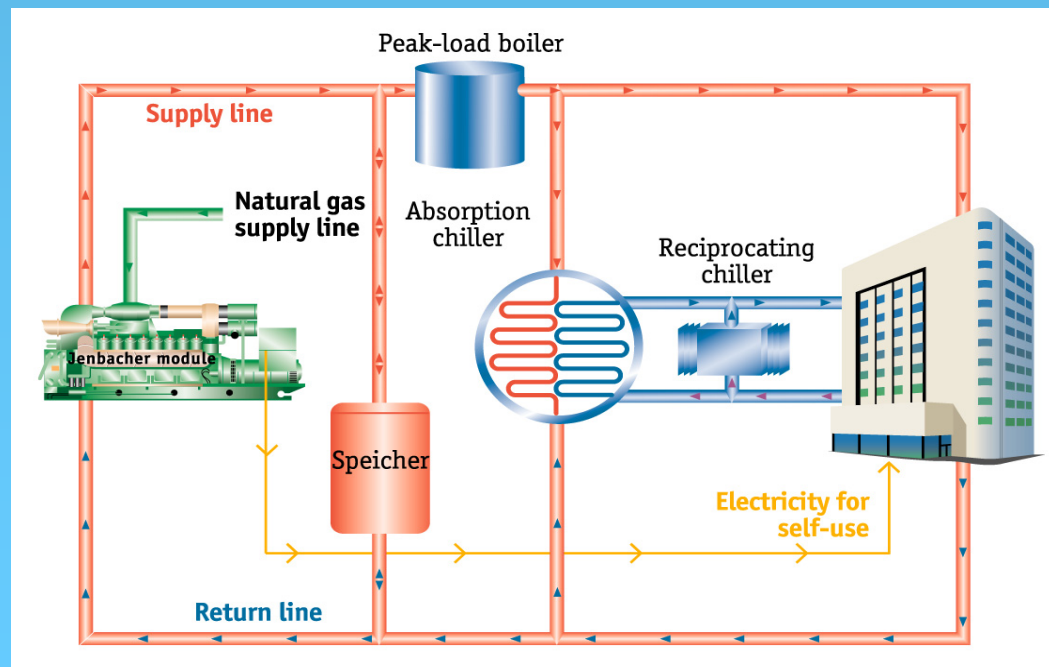 Peak-load boiler
Supply line
Natural gas
supply line
Absorption
chiller
Reciprocating
chiller
Jenbacher module
Speicher
Electricity for
self-use
Return line